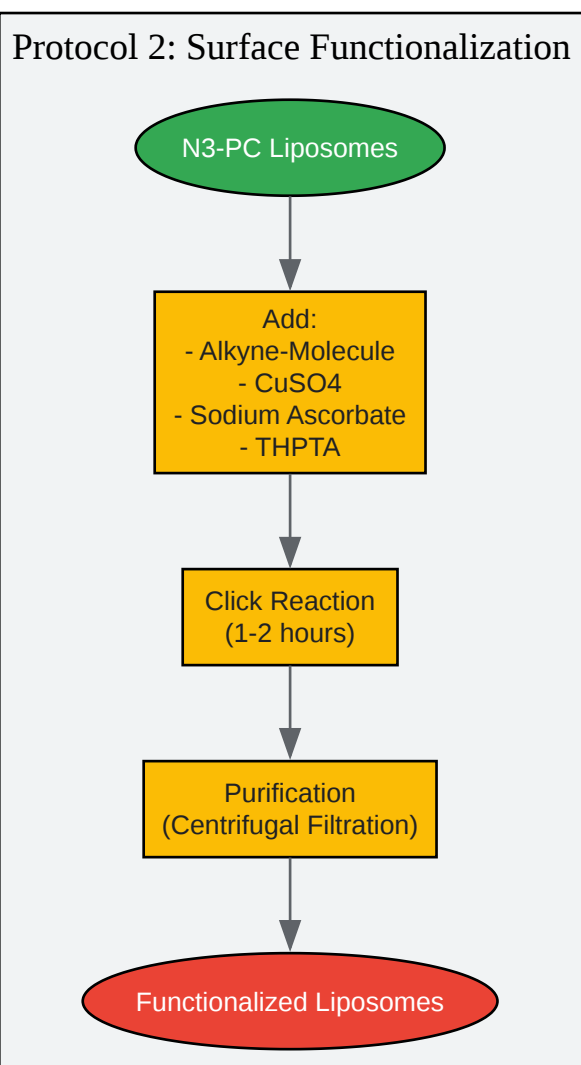 Protocol 2: Surface Functionalization
N3-PC Liposomes
Add:
- Alkyne-Molecule
- CuSO4
- Sodium Ascorbate
- THPTA
Click Reaction
(1-2 hours)
Purification
(Centrifugal Filtration)
Functionalized Liposomes